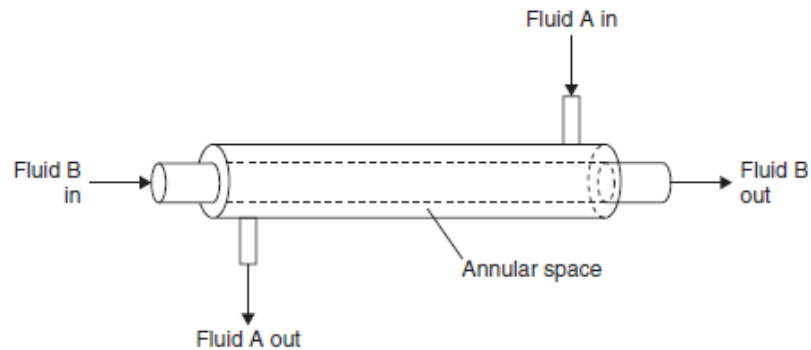 Fluid A in
Fluid B
in
Fluid B
out
Annular space
Fluid A out